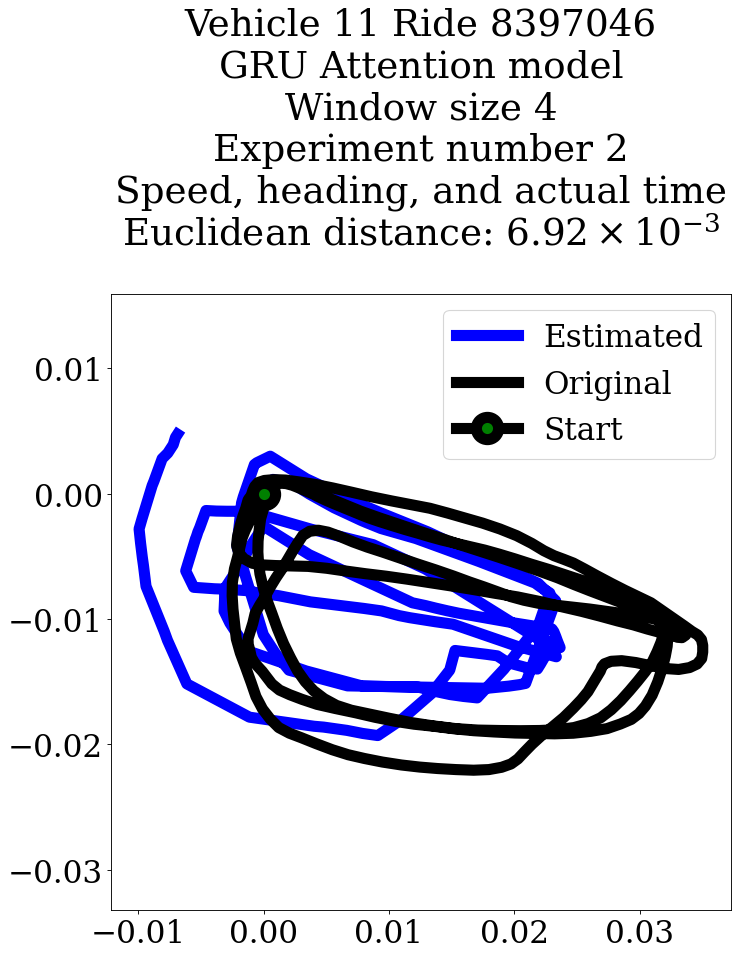 Vehicle 11 Ride 8397046
GRU Attention model
Window size 4
Experiment number 2
Speed, heading, and actual time
Euclidean distance: 6.92 × 10⁻³
Estimated
Original
Start
0.01
0.00
−0.01
−0.02
−0.03
−0.01 0.00 0.01 0.02 0.03